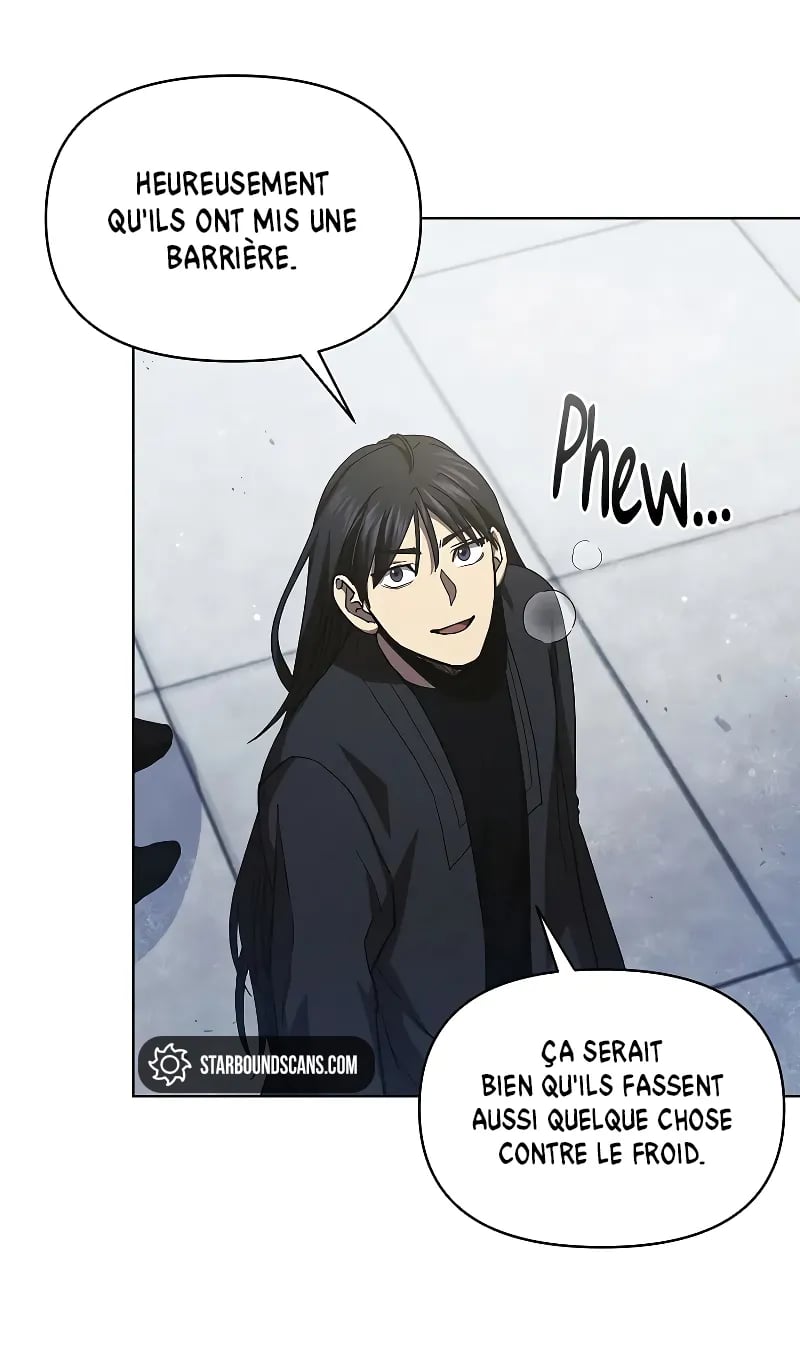 HEUREUSEMENT
QU'ILS ONT MIS UNE
BARRIÈRE.
Phew...
ÇA SERAIT
BIEN QU'ILS FASSENT
AUSSI QUELQUE CHOSE
CONTRE LE FROID.
STARBOUNDSCANS.COM